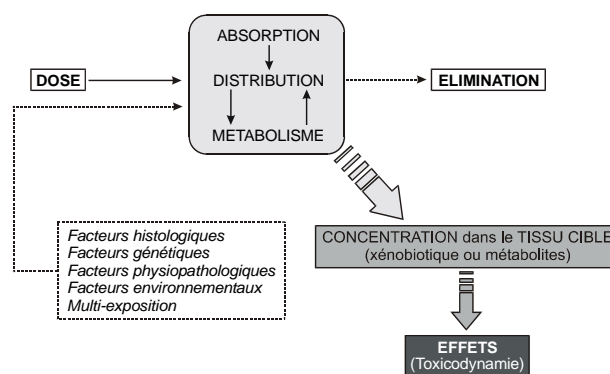 ABSORPTION
DOSE
DISTRIBUTION
ELIMINATION
METABOLISME
Facteurs histologiques
Facteurs génétiques
Facteurs physiopathologiques
Facteurs environnementaux
Multi-exposition
CONCENTRATION dans le TISSU CIBLE
(xénobiotique ou métabolites)
EFFETS
(Toxicodynamie)